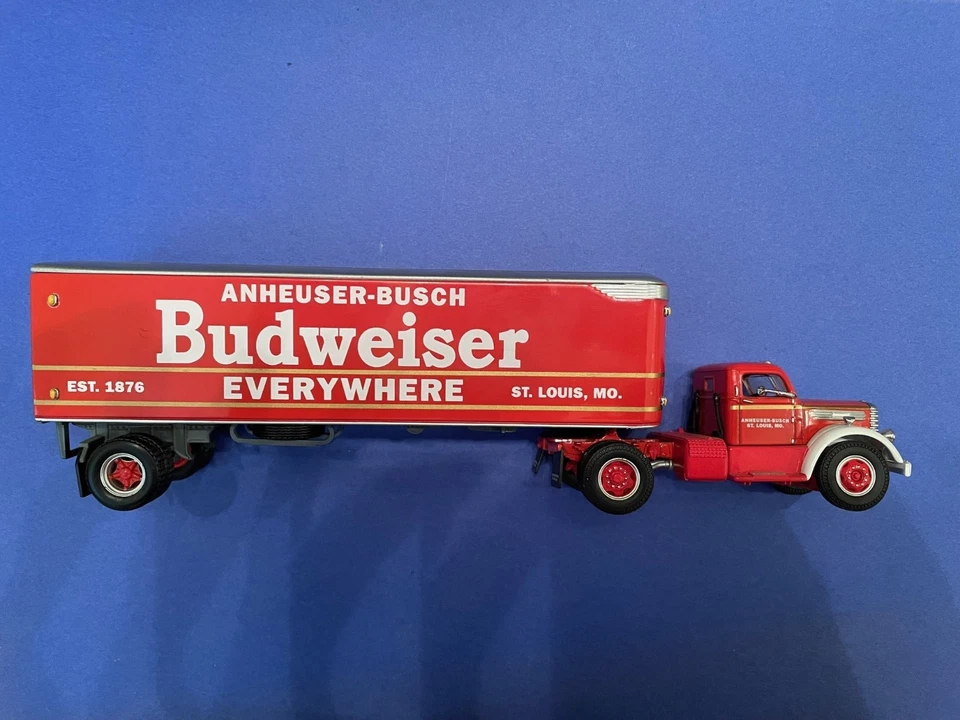 ANHEUSER-BUSCH
Budweiser
EST. 1876 EVERYWHERE ST. LOUIS, MO.
ANHEUSER-BUSCH
ST. LOUIS, MO.